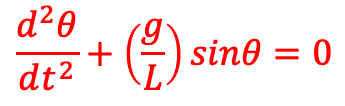 d²θ/dt² + (g/L) sinθ = 0